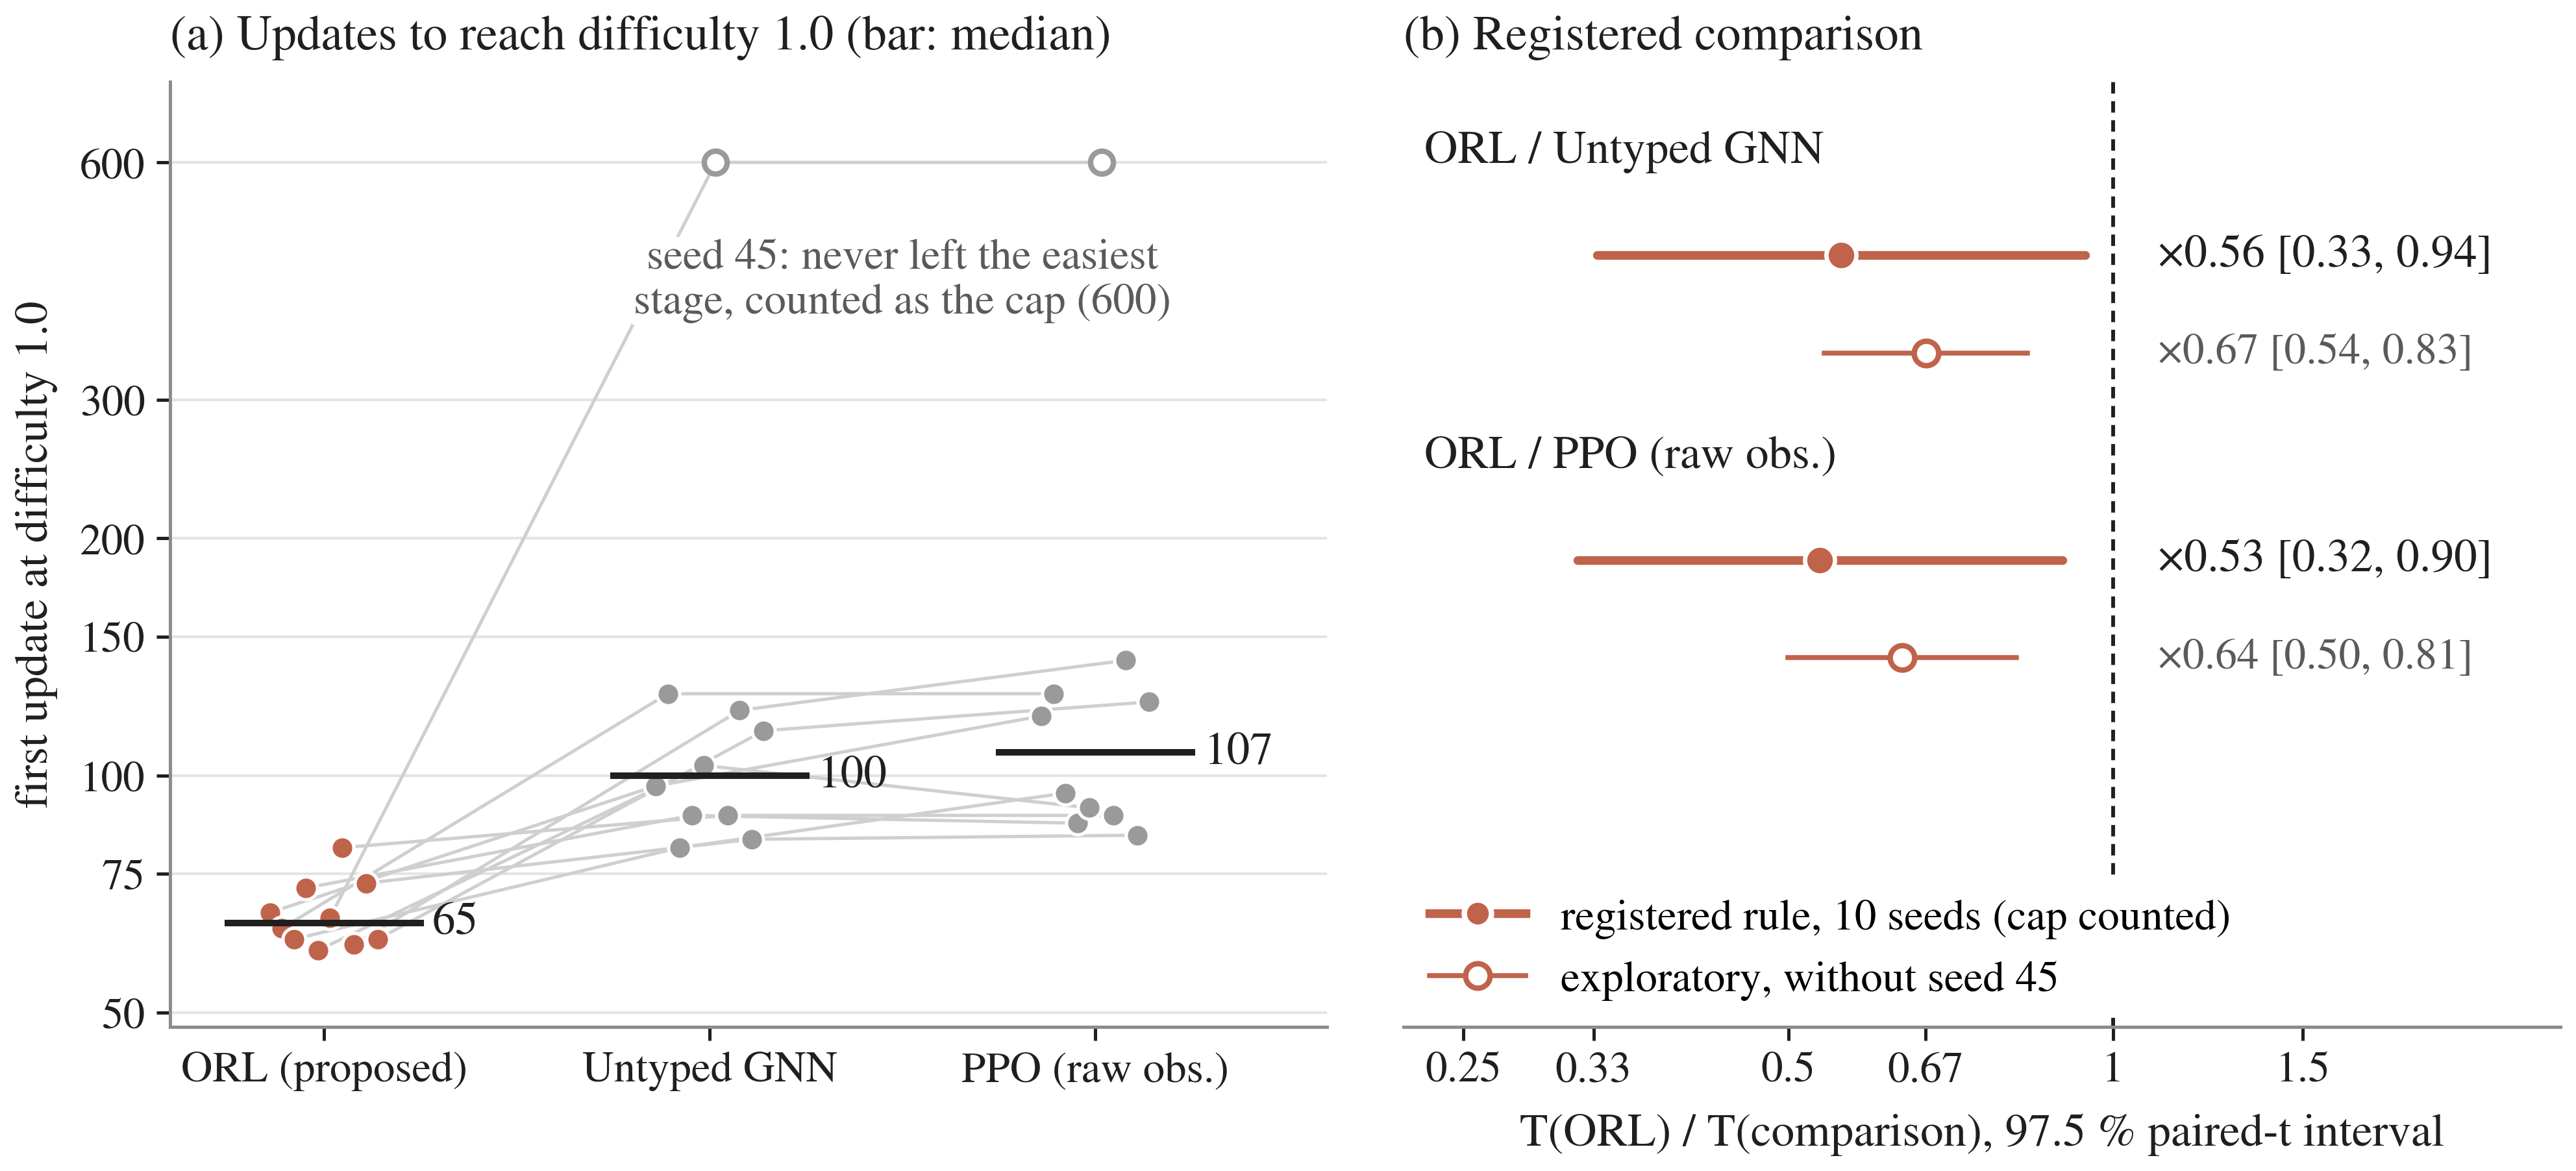 (a) Updates to reach difficulty 1.0 (bar: median)
first update at difficulty 1.0
600
300
200
150
100
75
50
seed 45: never left the easiest
stage, counted as the cap (600)
65
100
107
ORL (proposed)
Untyped GNN
PPO (raw obs.)
(b) Registered comparison
ORL / Untyped GNN
×0.56 [0.33, 0.94]
×0.67 [0.54, 0.83]
ORL / PPO (raw obs.)
×0.53 [0.32, 0.90]
×0.64 [0.50, 0.81]
registered rule, 10 seeds (cap counted)
exploratory, without seed 45
0.25
0.33
0.5
0.67
1
1.5
T(ORL) / T(comparison), 97.5 % paired-t interval